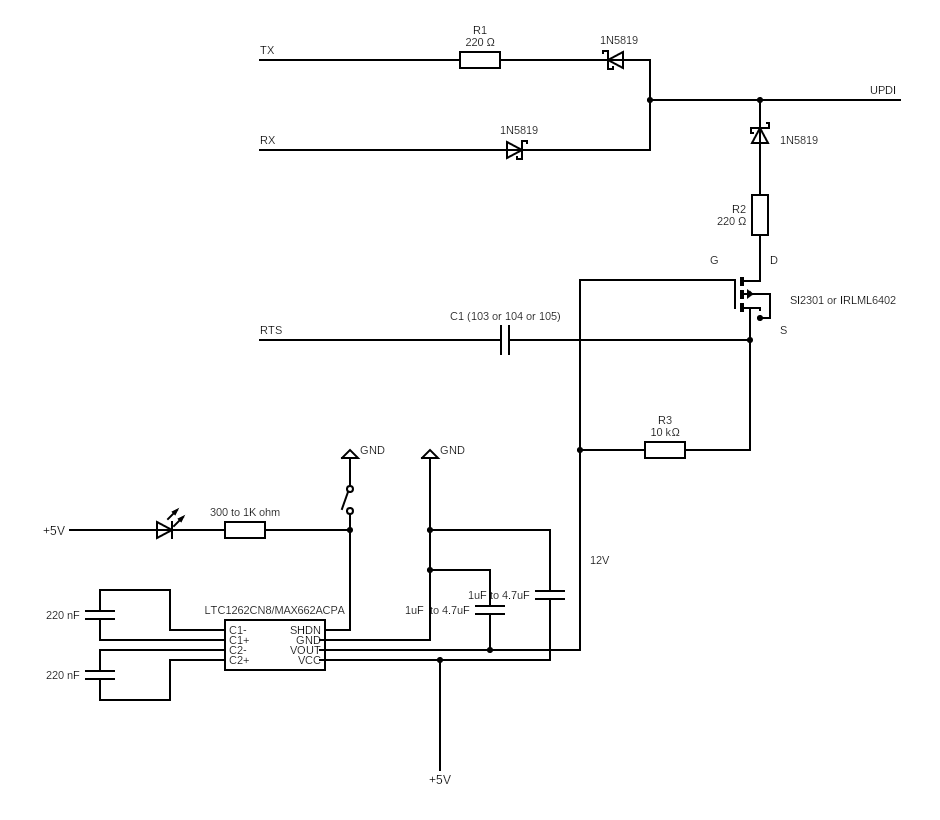 R1
220 Ω
TX
1N5819
UPDI
RX
1N5819
1N5819
R2
220 Ω
G
D
SI2301 or IRLML6402
S
RTS
C1 (103 or 104 or 105)
R3
10 kΩ
GND
GND
+5V
300 to 1K ohm
12V
1uF to 4.7uF
1uF to 4.7uF
220 nF
LTC1262CN8/MAX662ACPA
C1-
SHDN
C1+
GND
C2-
VOUT
C2+
VCC
220 nF
+5V